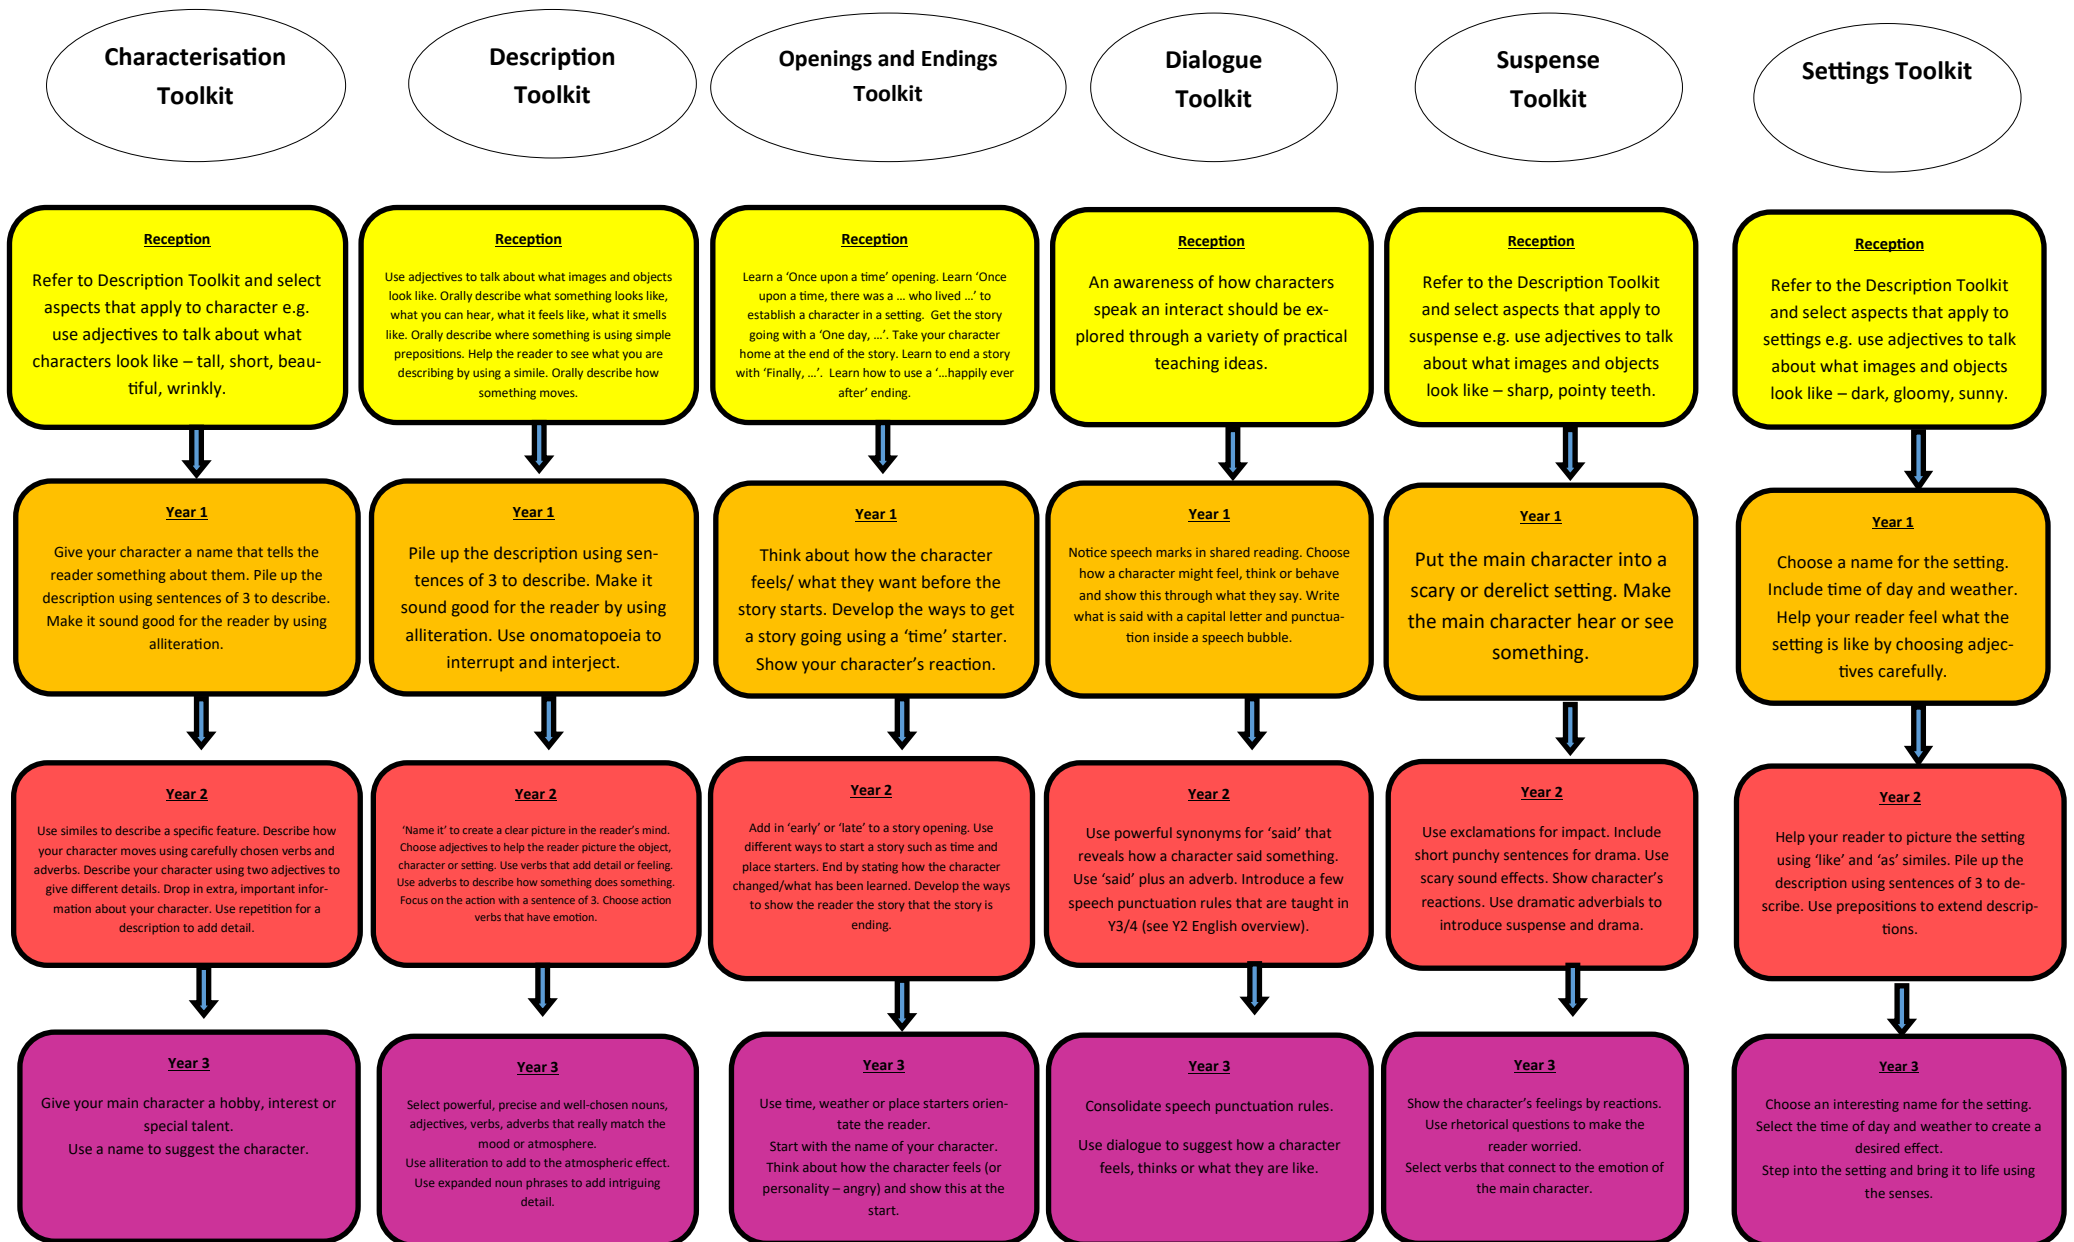 Characterisation
Toolkit
Description
Toolkit
Openings and Endings
Toolkit
Dialogue
Toolkit
Suspense
Toolkit
Settings Toolkit
Reception
Refer to Description Toolkit and select
aspects that apply to character e.g.
use adjectives to talk about what
characters look like – tall, short, beau-
tiful, wrinkly.
Reception
Use adjectives to talk about what images and objects
look like. Orally describe what something looks like,
what you can hear, what it feels like, what it smells
like. Orally describe where something is using simple
prepositions. Help the reader to see what you are
describing by using a simile. Orally describe how
something moves.
Reception
Learn a ‘Once upon a time’ opening. Learn ‘Once
upon a time, there was a … who lived …’ to
establish a character in a setting. Get the story
going with a ‘One day, …’. Take your character
home at the end of the story. Learn to end a story
with ‘Finally, …’. Learn how to use a ‘…happily ever
after’ ending.
Reception
An awareness of how characters
speak an interact should be ex-
plored through a variety of practical
teaching ideas.
Reception
Refer to the Description Toolkit
and select aspects that apply to
suspense e.g. use adjectives to talk
about what images and objects
look like – sharp, pointy teeth.
Reception
Refer to the Description Toolkit
and select aspects that apply to
settings e.g. use adjectives to talk
about what images and objects
look like – dark, gloomy, sunny.
Year 1
Give your character a name that tells the
reader something about them. Pile up the
description using sentences of 3 to describe.
Make it sound good for the reader by using
alliteration.
Year 1
Pile up the description using sen-
tences of 3 to describe. Make it
sound good for the reader by using
alliteration. Use onomatopoeia to
interrupt and interject.
Year 1
Think about how the character
feels/ what they want before the
story starts. Develop the ways to get
a story going using a ‘time’ starter.
Show your character’s reaction.
Year 1
Notice speech marks in shared reading. Choose
how a character might feel, think or behave
and show this through what they say. Write
what is said with a capital letter and punctua-
tion inside a speech bubble.
Year 1
Put the main character into a
scary or derelict setting. Make
the main character hear or see
something.
Year 1
Choose a name for the setting.
Include time of day and weather.
Help your reader feel what the
setting is like by choosing adjec-
tives carefully.
Year 2
Use similes to describe a specific feature. Describe how
your character moves using carefully chosen verbs and
adverbs. Describe your character using two adjectives to
give different details. Drop in extra, important infor-
mation about your character. Use repetition for a
description to add detail.
Year 2
‘Name it’ to create a clear picture in the reader’s mind.
Choose adjectives to help the reader picture the object,
character or setting. Use verbs that add detail or feeling.
Use adverbs to describe how something does something.
Focus on the action with a sentence of 3. Choose action
verbs that have emotion.
Year 2
Add in ‘early’ or ‘late’ to a story opening. Use
different ways to start a story such as time and
place starters. End by stating how the character
changed/what has been learned. Develop the ways
to show the reader the story that the story is
ending.
Year 2
Use powerful synonyms for ‘said’ that
reveals how a character said something.
Use ‘said’ plus an adverb. Introduce a few
speech punctuation rules that are taught in
Y3/4 (see Y2 English overview).
Year 2
Use exclamations for impact. Include
short punchy sentences for drama. Use
scary sound effects. Show character’s
reactions. Use dramatic adverbials to
introduce suspense and drama.
Year 2
Help your reader to picture the setting
using ‘like’ and ‘as’ similes. Pile up the
description using sentences of 3 to de-
scribe. Use prepositions to extend descrip-
tions.
Year 3
Give your main character a hobby, interest or
special talent.
Use a name to suggest the character.
Year 3
Select powerful, precise and well-chosen nouns,
adjectives, verbs, adverbs that really match the
mood or atmosphere.
Use alliteration to add to the atmospheric effect.
Use expanded noun phrases to add intriguing
detail.
Year 3
Use time, weather or place starters orien-
tate the reader.
Start with the name of your character.
Think about how the character feels (or
personality – angry) and show this at the
start.
Year 3
Consolidate speech punctuation rules.
Use dialogue to suggest how a character
feels, thinks or what they are like.
Year 3
Show the character’s feelings by reactions.
Use rhetorical questions to make the
reader worried.
Select verbs that connect to the emotion of
the main character.
Year 3
Choose an interesting name for the setting.
Select the time of day and weather to create a
desired effect.
Step into the setting and bring it to life using
the senses.